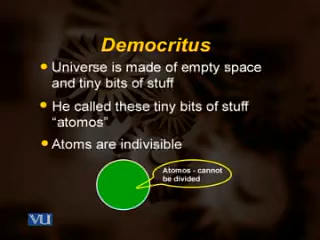 Democritus
Universe is made of empty space
and tiny bits of stuff
He called these tiny bits of stuff
“atomos”
Atoms are indivisible
Atomos - cannot
be divided
VU